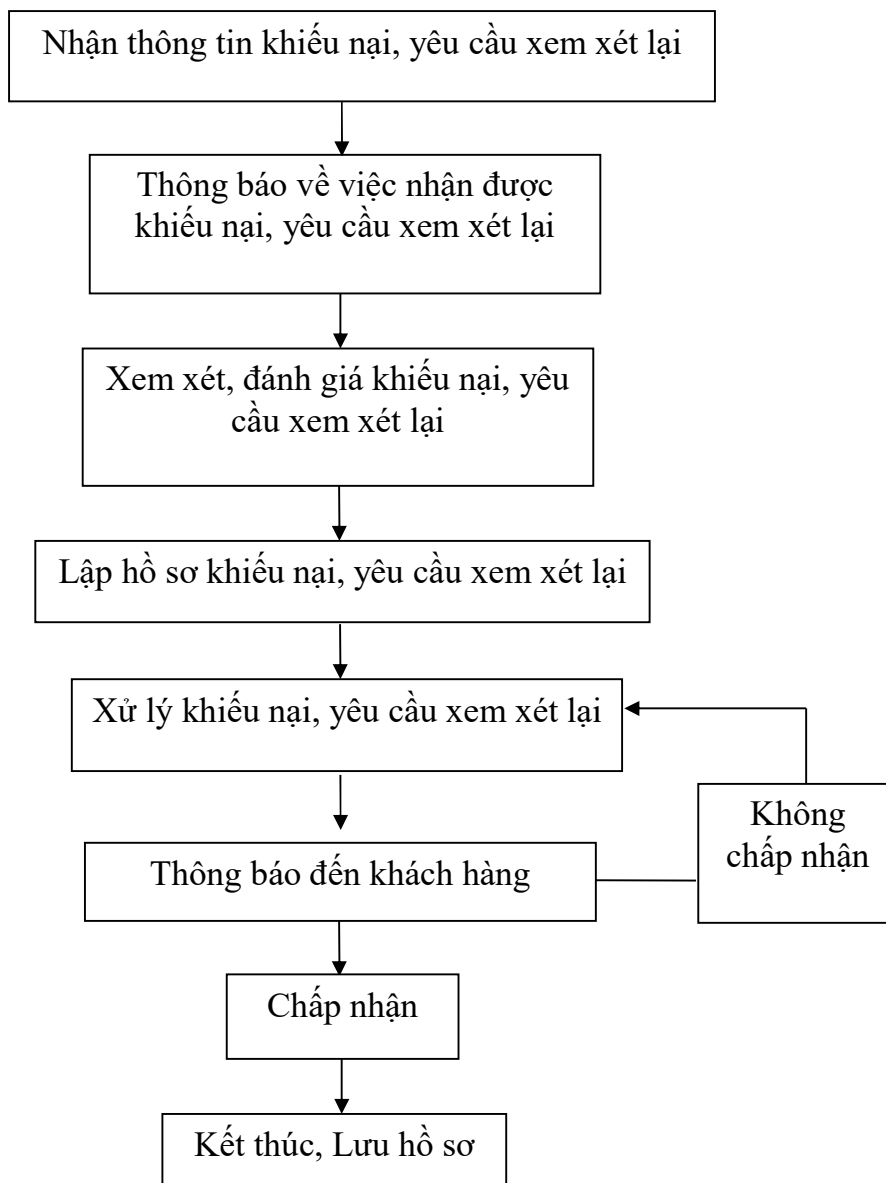 Nhận thông tin khiếu nại, yêu cầu xem xét lại
Thông báo về việc nhận được
khiếu nại, yêu cầu xem xét lại
Xem xét, đánh giá khiếu nại, yêu
cầu xem xét lại
Lập hồ sơ khiếu nại, yêu cầu xem xét lại
Xử lý khiếu nại, yêu cầu xem xét lại
Không
chấp nhận
Thông báo đến khách hàng
Chấp nhận
Kết thúc, Lưu hồ sơ